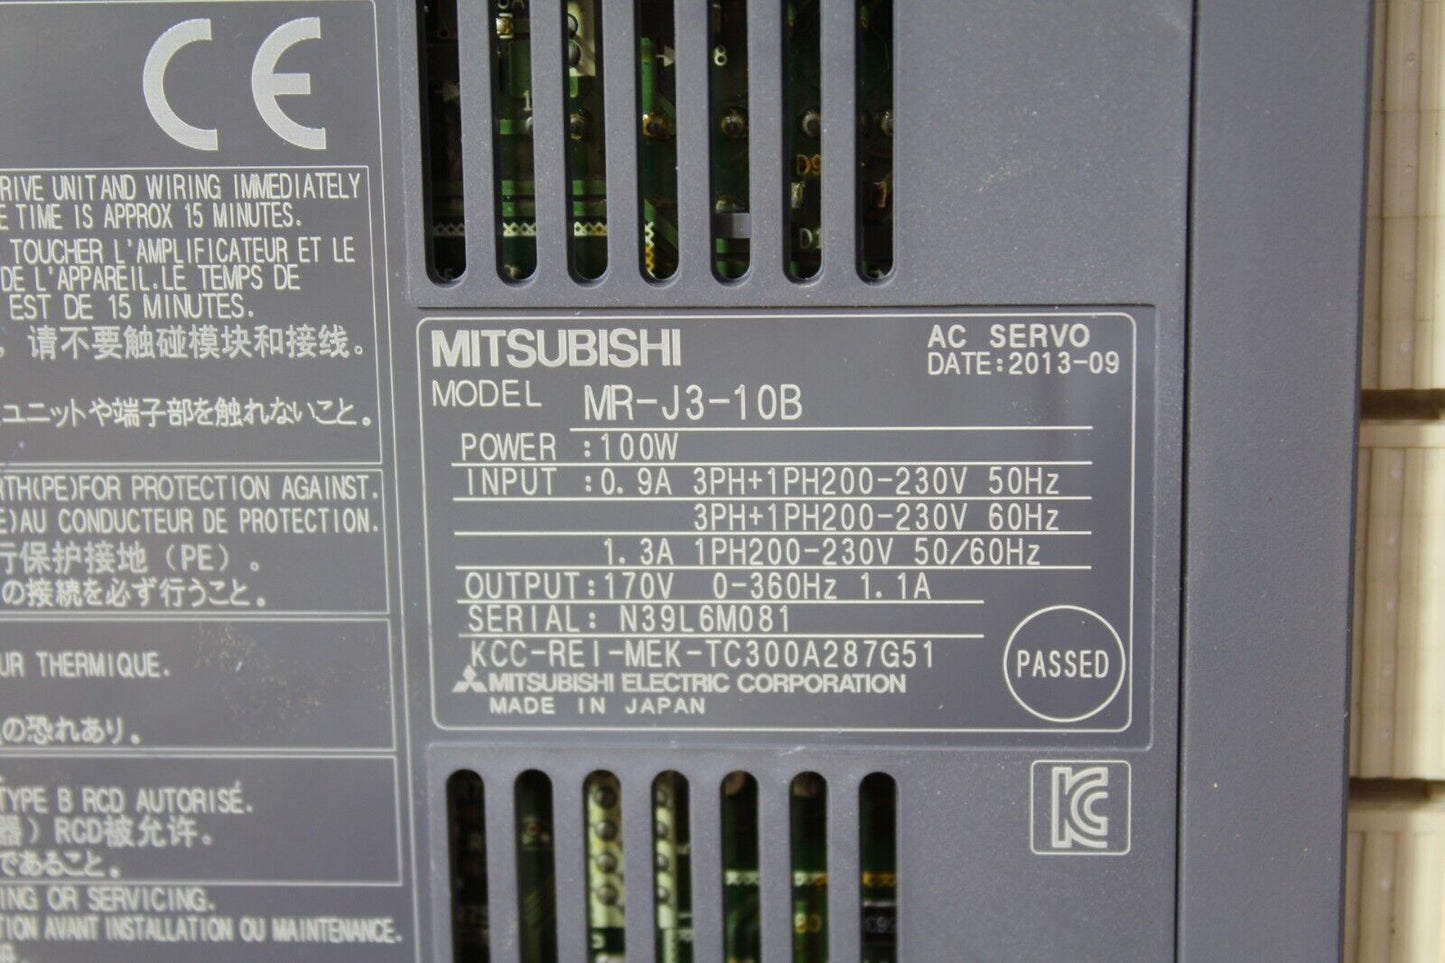 CE
RIVE UNIT AND WIRING IMMEDIATELY
TIME IS APPROX 15 MINUTES.
TOUCHER L'AMPLIFICATEUR ET LE
DE L'APPAREIL.LE TEMPS DE
EST DE 15 MINUTES.
请不要触碰模块和接线。
ユニットや端子部を触れないこと。
RTH(PE)FOR PROTECTION AGAINST.
E)AU CONDUCTEUR DE PROTECTION.
行保护接地（PE）。
の接続を必ず行うこと。
UR THERMIQUE.
の恐れあり.
TYPE B RCD AUTORISÉ.
器）RCD被允许.
であること.
ING OR SERVICING.
TION AVANT INSTALLATION OU MAINTENANCE.
MITSUBISHI
AC SERVO
DATE:2013-09
MODEL MR-J3-10B
POWER :100W
INPUT :0.9A 3PH+1PH200-230V 50Hz
3PH+1PH200-230V 60Hz
1.3A 1PH200-230V 50/60Hz
OUTPUT:170V 0-360Hz 1.1A
SERIAL: N39L6M081
KCC-REI-MEK-TC300A287G51
MITSUBISHI ELECTRIC CORPORATION
MADE IN JAPAN
PASSED
KC
D9